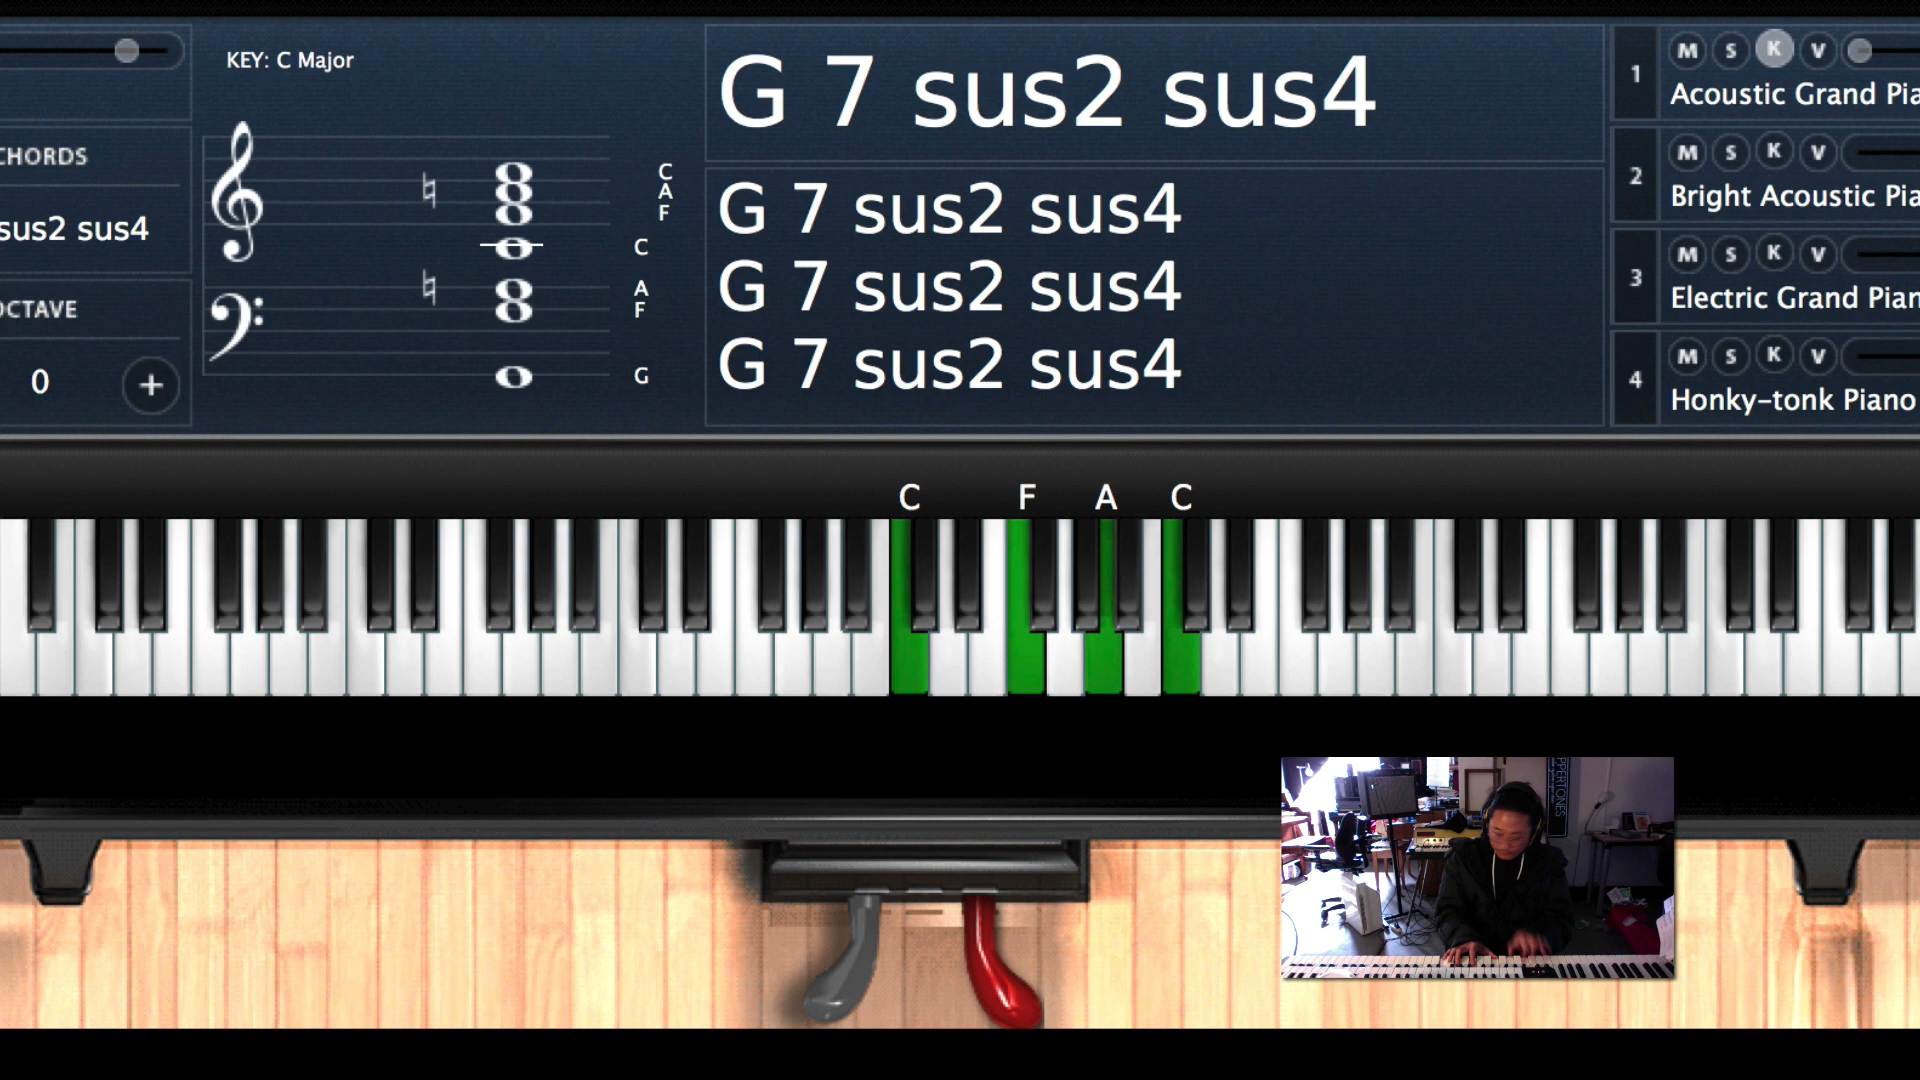 KEY: C Major
CHORDS
sus2 sus4
OCTAVE
0
+
C
A
F
C
A
F
G
G 7 sus2 sus4
G 7 sus2 sus4
G 7 sus2 sus4
G 7 sus2 sus4
1
M S K V
Acoustic Grand Pia
2
M S K V
Bright Acoustic Pia
3
M S K V
Electric Grand Pian
4
M S K V
Honky-tonk Piano
C F A C
PPERTONES